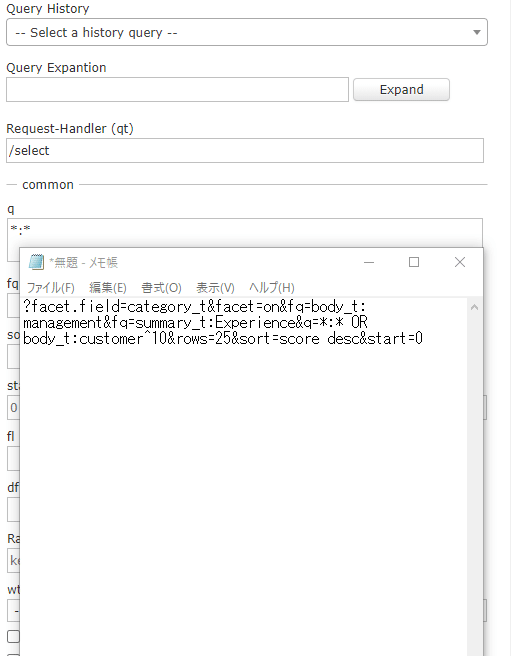 Query History
-- Select a history query --
Query Expantion
Expand
Request-Handler (qt)
/select
common
q
*:*
*無題 - メモ帳
fq
ファイル(F) 編集(E) 書式(O) 表示(V) ヘルプ(H)
?facet.field=category_t&facet=on&fq=body_t:
management&fq=summary_t:Experience&q=*:* OR
body_t:customer^10&rows=25&sort=score desc&start=0
so
sta
0
fl
df
Ra
ke
wt
-